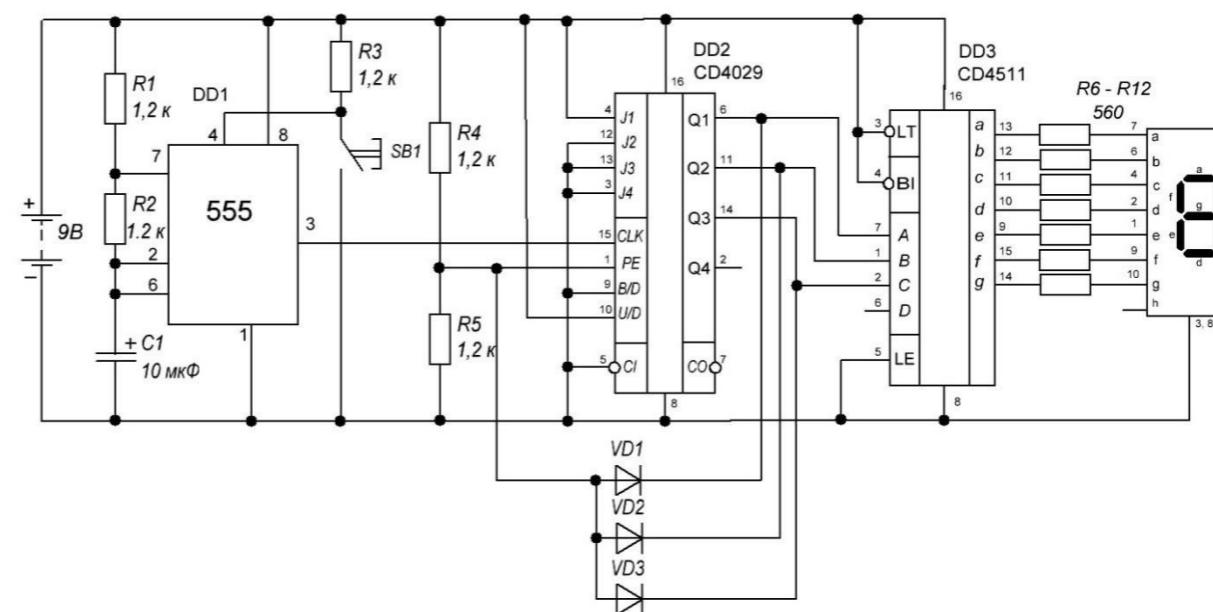 +
9В
−
R1
1,2 к
R2
1.2 к
+ C1
10 мкФ
DD1
4
8
7
555
3
2
6
1
R3
1,2 к
SB1
R4
1,2 к
R5
1,2 к
DD2
CD4029
16
4 J1
12 J2
13 J3
3 J4
15 CLK
1 PE
9 B/D
10 U/D
5 CI
Q1 6
Q2 11
Q3 14
Q4 2
CO 7
8
VD1
VD2
VD3
DD3
CD4511
16
3 LT
4 BI
7 A
1 B
2 C
6 D
5 LE
a 13
b 12
c 11
d 10
e 9
f 15
g 14
8
R6 - R12
560
7 a
6 b
4 c
2 d
1 e
9 f
10 g
h
3, 8
a
f
g
e
d